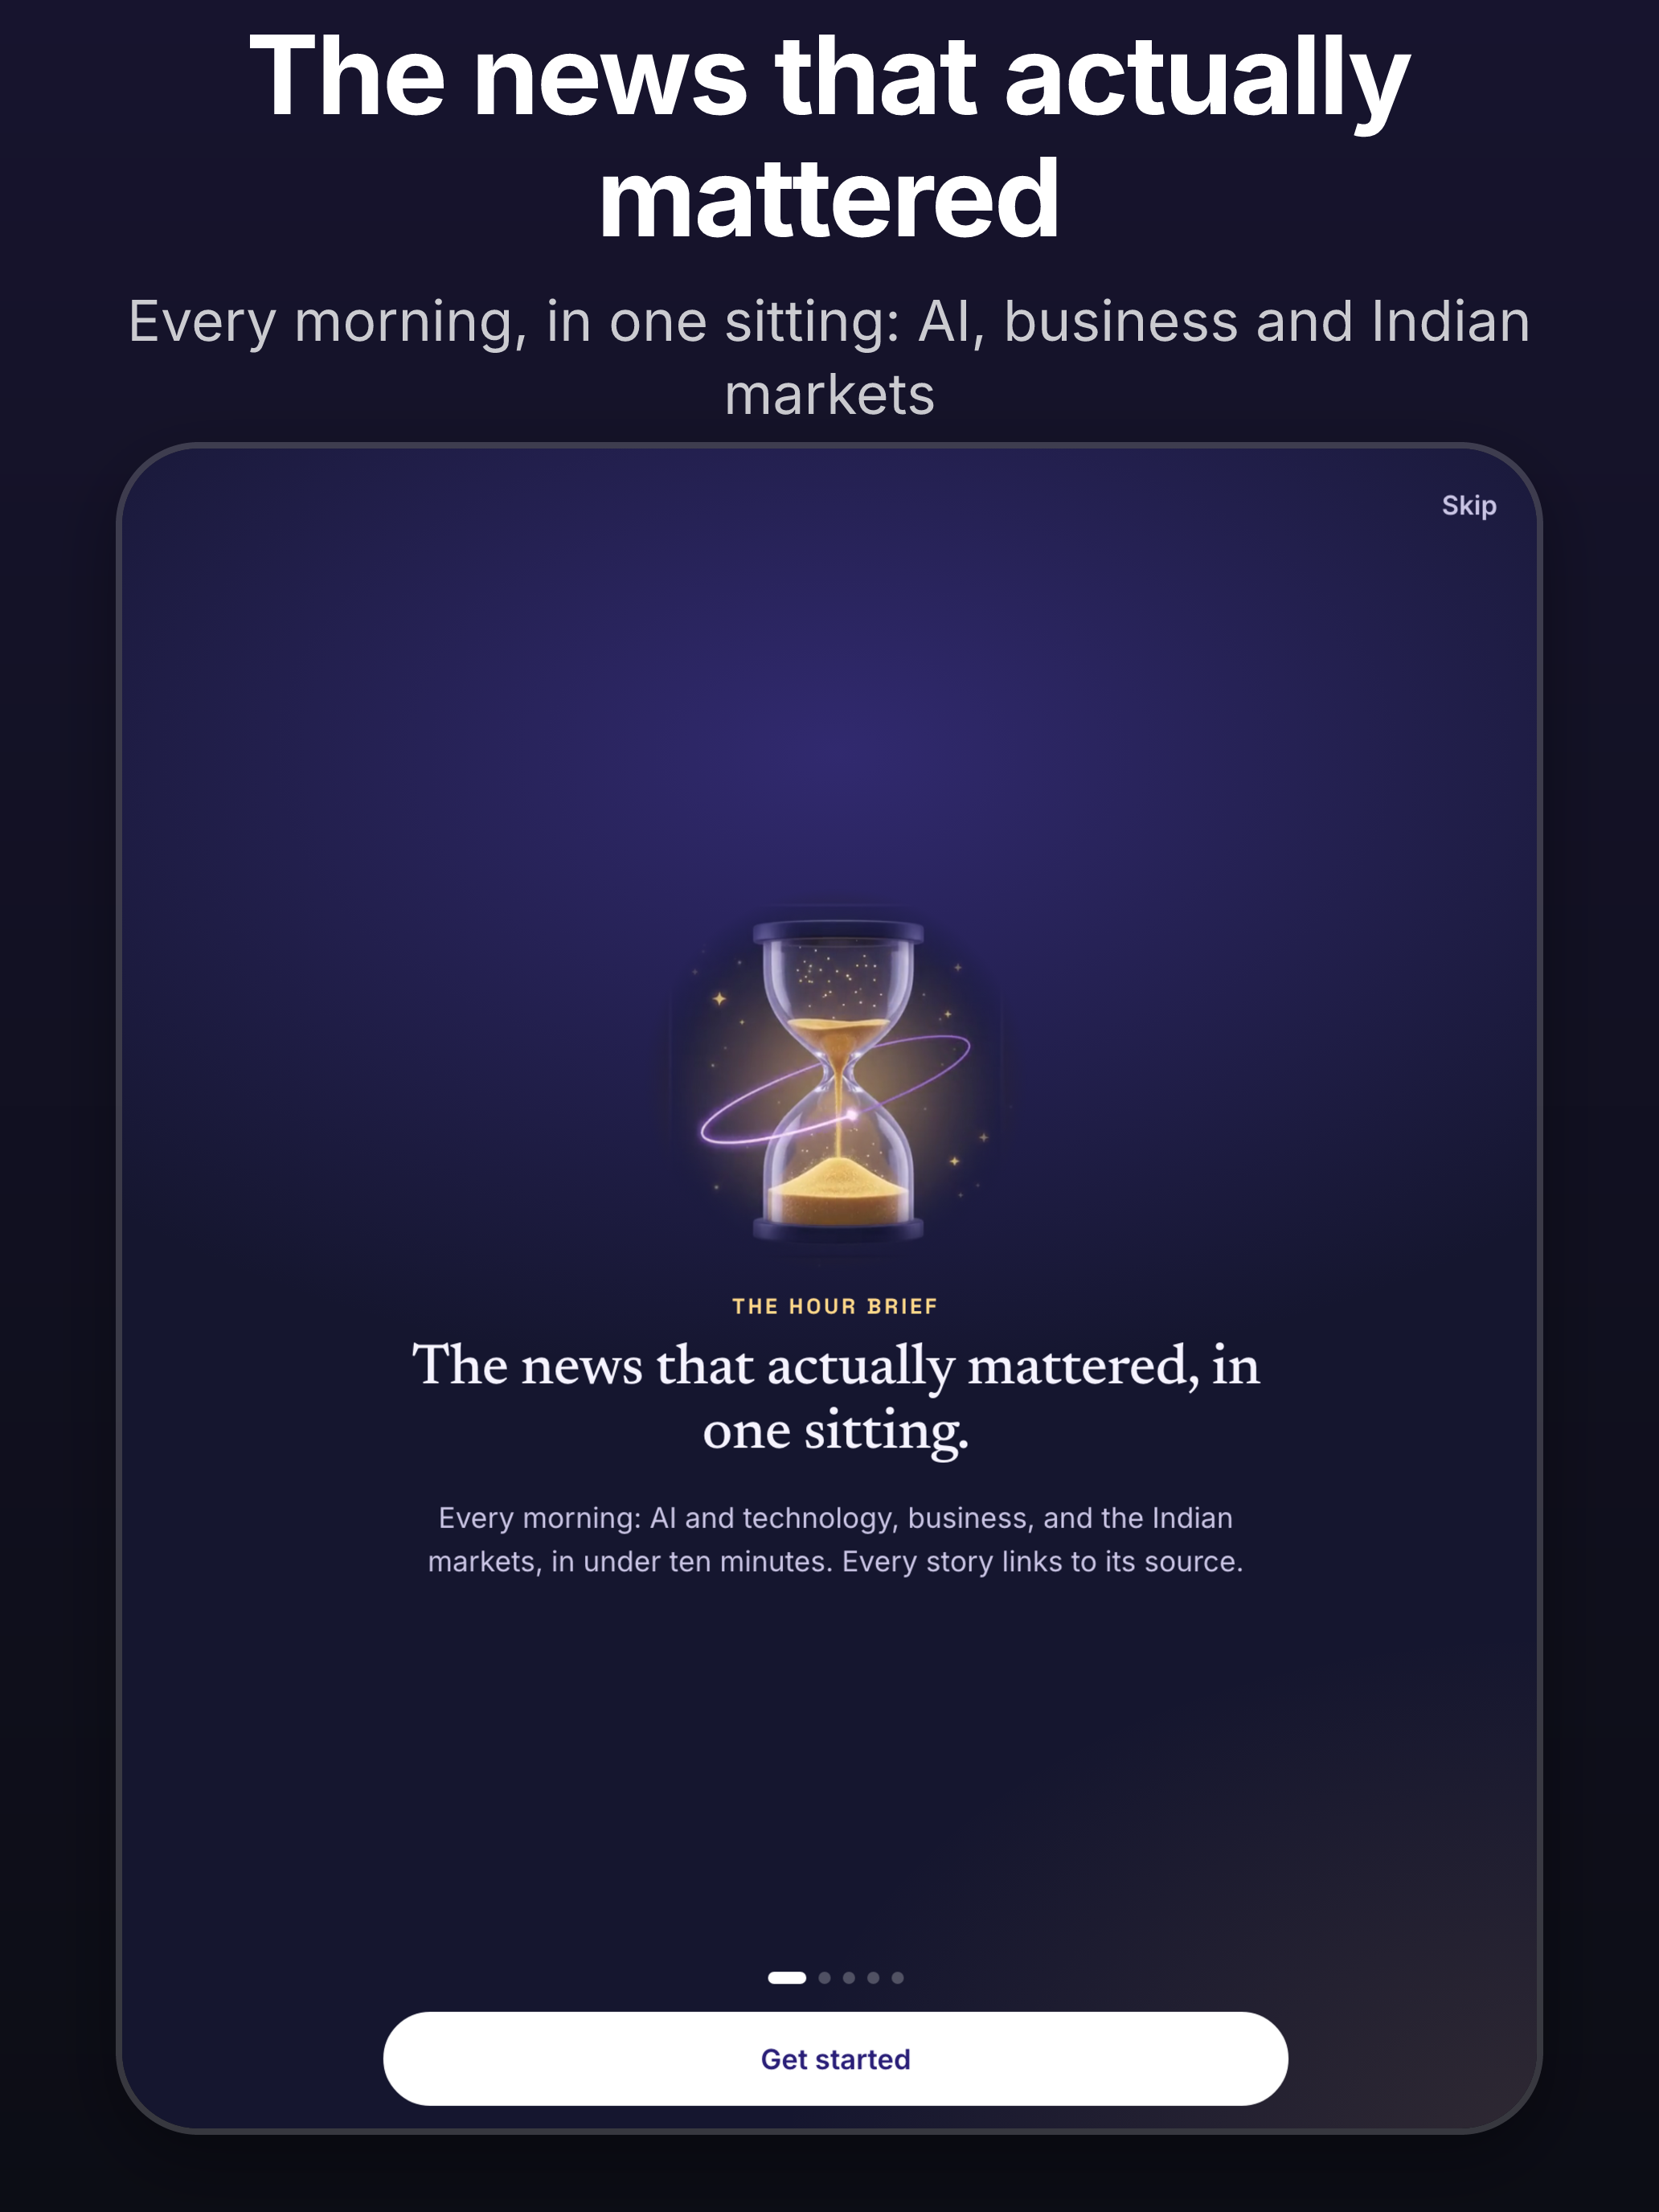 The news that actually
mattered
Every morning, in one sitting: AI, business and Indian
markets
Skip
THE HOUR BRIEF
The news that actually mattered, in
one sitting.
Every morning: AI and technology, business, and the Indian
markets, in under ten minutes. Every story links to its source.
Get started